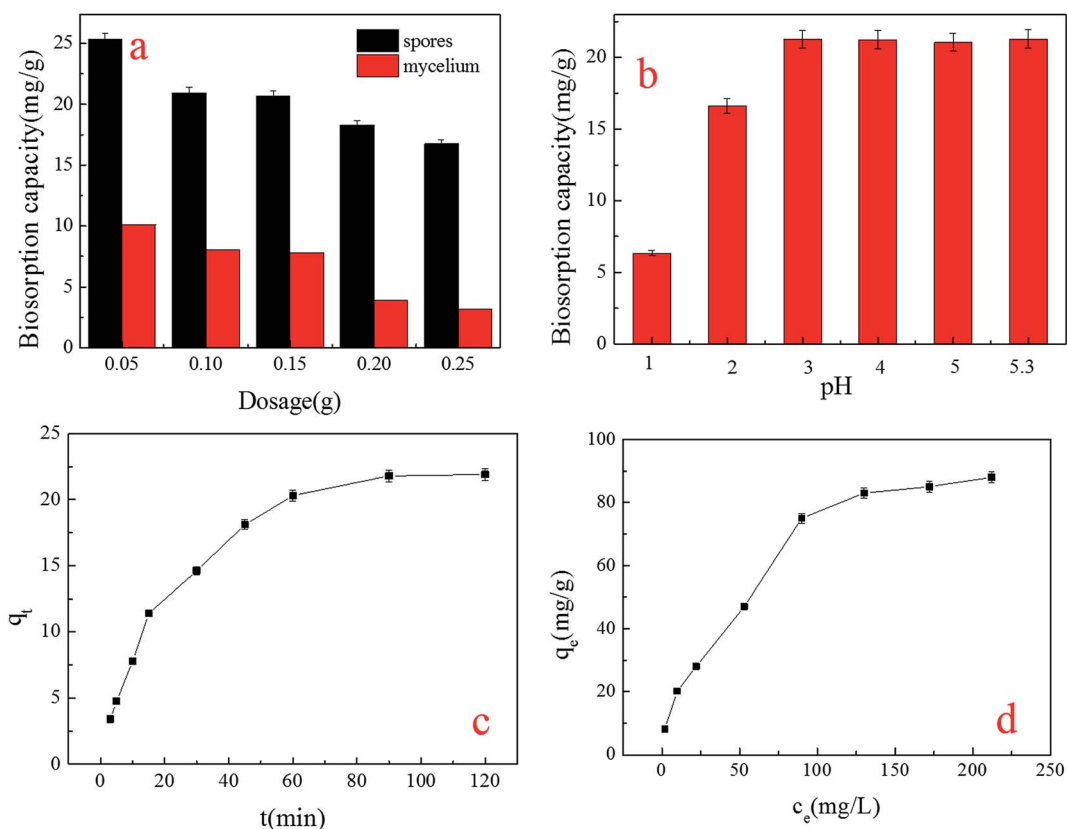 a
spores
mycelium
Biosorption capacity(mg/g)
25
20
15
10
5
0
0.05 0.10 0.15 0.20 0.25
Dosage(g)
b
Biosorption capacity(mg/g)
20
15
10
5
0
1 2 3 4 5 5.3
pH
c
q_t
25
20
15
10
5
0
0 20 40 60 80 100 120
t(min)
d
q_e(mg/g)
100
80
60
40
20
0
0 50 100 150 200 250
c_e(mg/L)